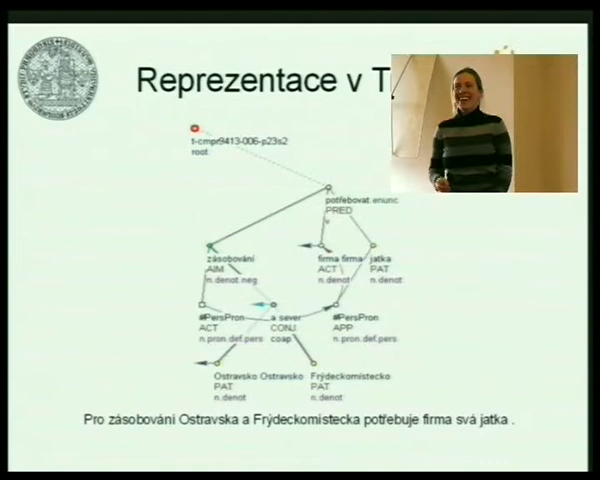 Reprezentace v T
t-cmpr9413-006-p23s2
root
potřebovat.enunc
PRED
v
zásobování
AIM
n.denot.neg
firma firma
ACT
n.denot
jatka
PAT
n.denot
#PersPron
ACT
n.pron.def.pers
a sever
CONJ
coap
#PersPron
APP
n.pron.def.pers
Ostravsko Ostravsko
PAT
n.denot
Frýdeckomístecko
PAT
n.denot
Pro zásobování Ostravska a Frýdeckomístecka potřebuje firma svá jatka .